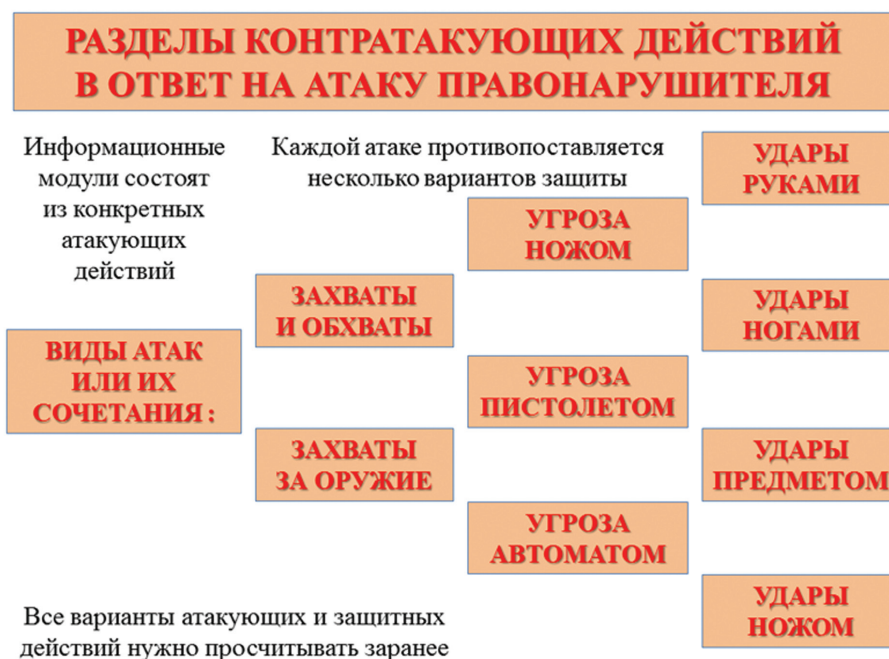 РАЗДЕЛЫ КОНТРАТАКУЮЩИХ ДЕЙСТВИЙ
В ОТВЕТ НА АТАКУ ПРАВОНАРУШИТЕЛЯ
Информационные
модули состоят
из конкретных
атакующих
действий
Каждой атаке противопоставляется
несколько вариантов защиты
ВИДЫ АТАК
ИЛИ ИХ
СОЧЕТАНИЯ :
ЗАХВАТЫ
И ОБХВАТЫ
ЗАХВАТЫ
ЗА ОРУЖИЕ
УГРОЗА
НОЖОМ
УГРОЗА
ПИСТОЛЕТОМ
УГРОЗА
АВТОМАТОМ
УДАРЫ
РУКАМИ
УДАРЫ
НОГАМИ
УДАРЫ
ПРЕДМЕТОМ
УДАРЫ
НОЖОМ
Все варианты атакующих и защитных
действий нужно просчитывать заранее